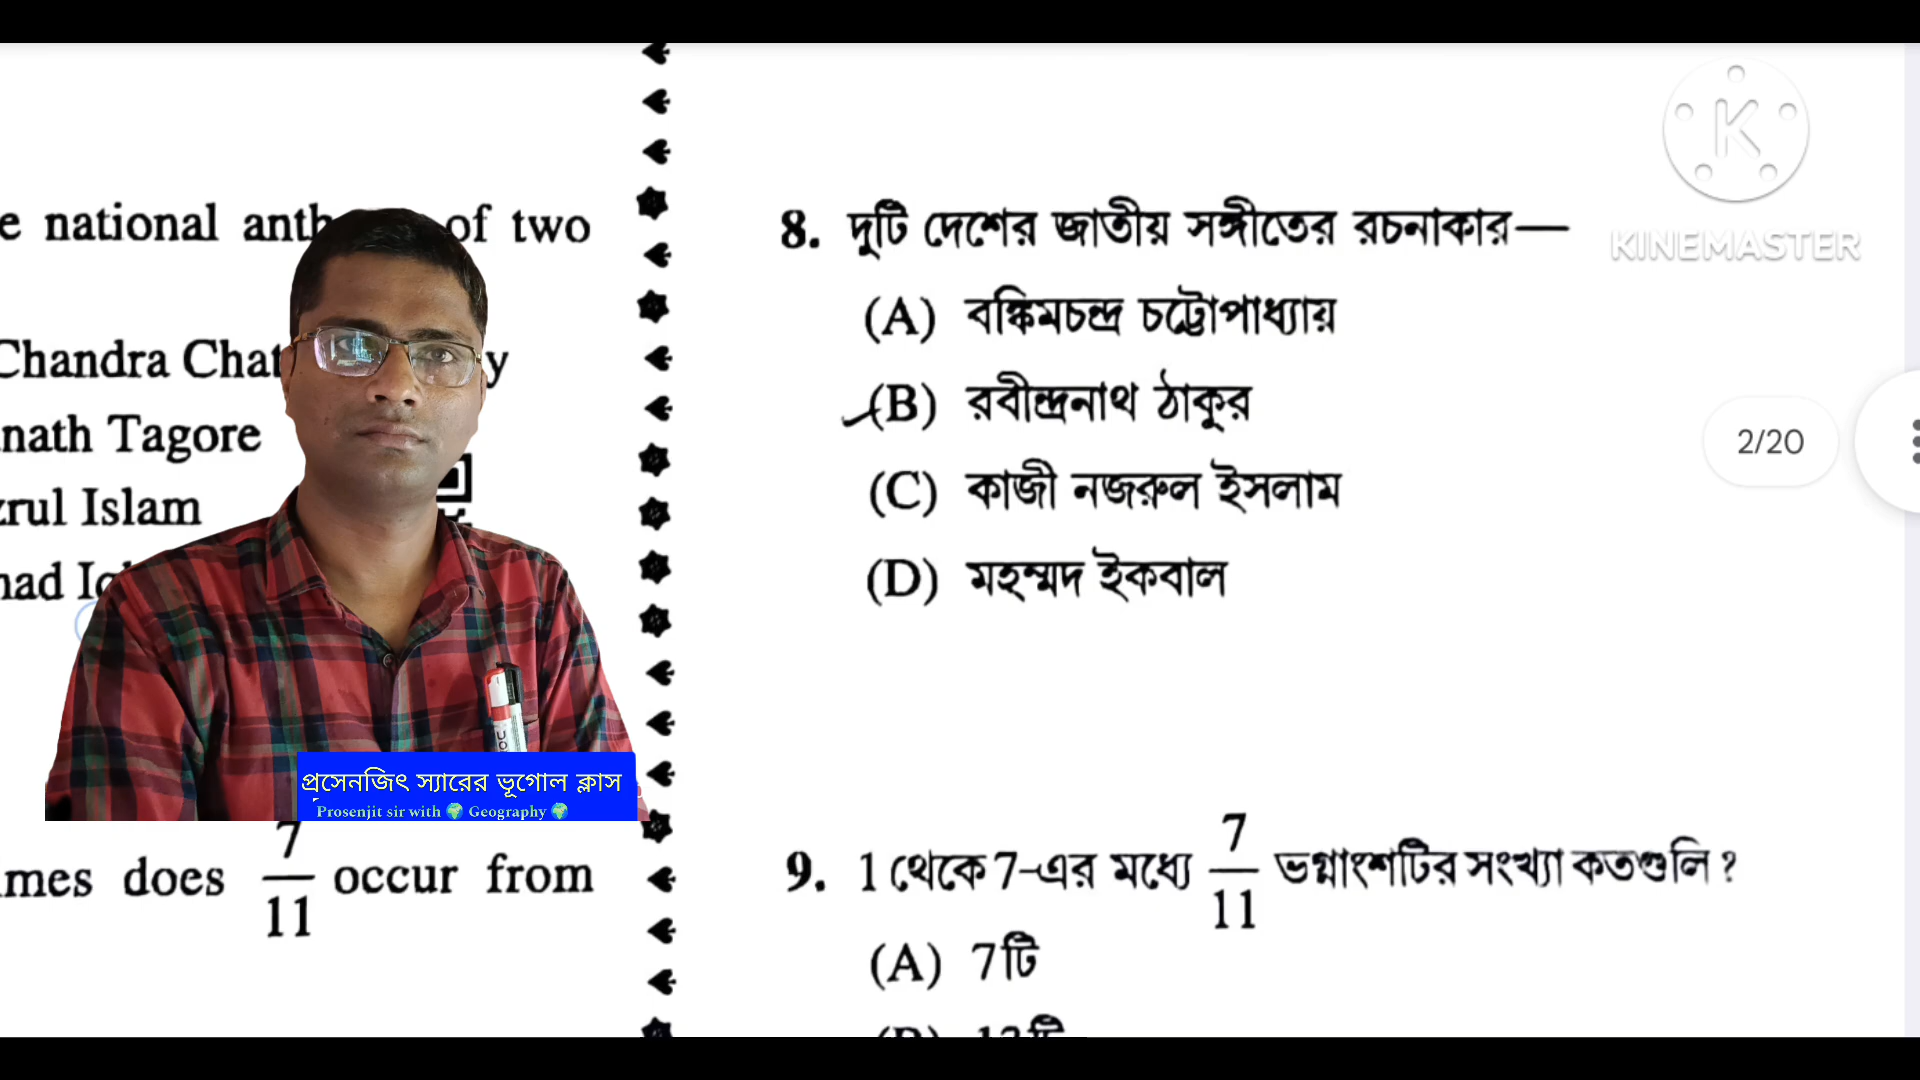 e national anth of two
Chandra Chat y
nath Tagore
zrul Islam
mes does 7/11 occur from
8. দুটি দেশের জাতীয় সঙ্গীতের রচনাকার—
(A) বঙ্কিমচন্দ্র চট্টোপাধ্যায়
(B) রবীন্দ্রনাথ ঠাকুর
(C) কাজী নজরুল ইসলাম
(D) মহম্মদ ইকবাল
9. 1 থেকে 7-এর মধ্যে 7/11 ভগ্নাংশটির সংখ্যা কতগুলি ?
(A) 7টি
K
KINEMASTER
2/20
প্রসেনজিৎ স্যারের ভূগোল ক্লাস
Prosenjit sir with 🌍 Geography 🌍